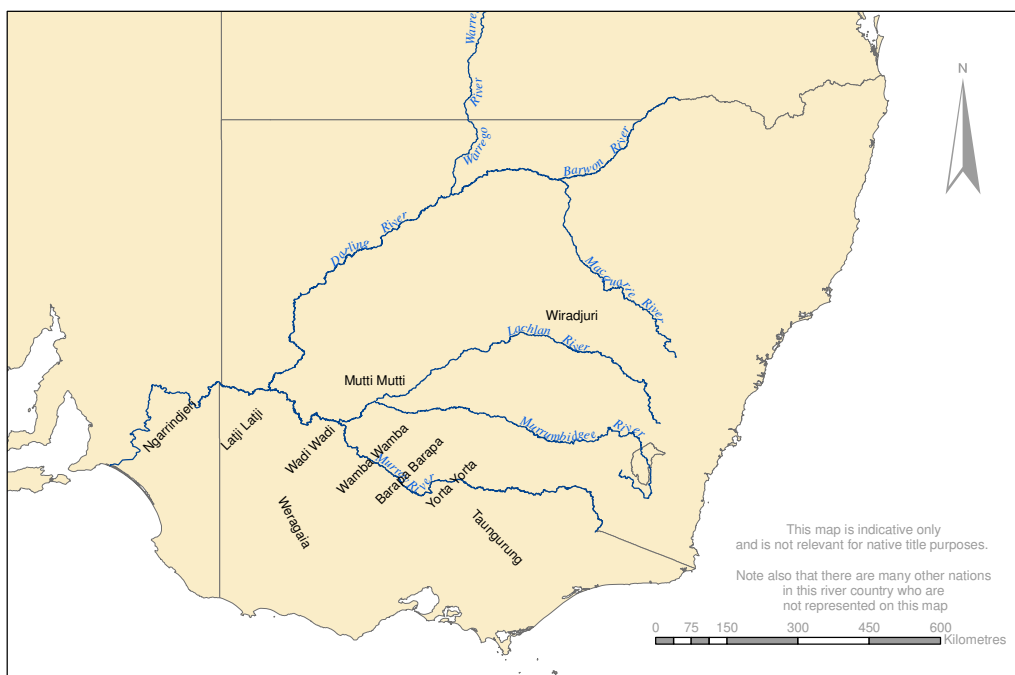 Warrego
River
Warrego
N
Barwon River
Darling River
Macquarie River
Wiradjuri
Lachlan River
Mutti Mutti
Ngarrindjeri
Latji Latji
Wadi Wadi
Wamba Wamba
Murrumbidgee River
Barapa Barapa
Murray River
Yorta Yorta
Weragaia
Taungurung
This map is indicative only
and is not relevant for native title purposes.
Note also that there are many other nations
in this river country who are
not represented on this map
0 75 150 300 450 600
Kilometres